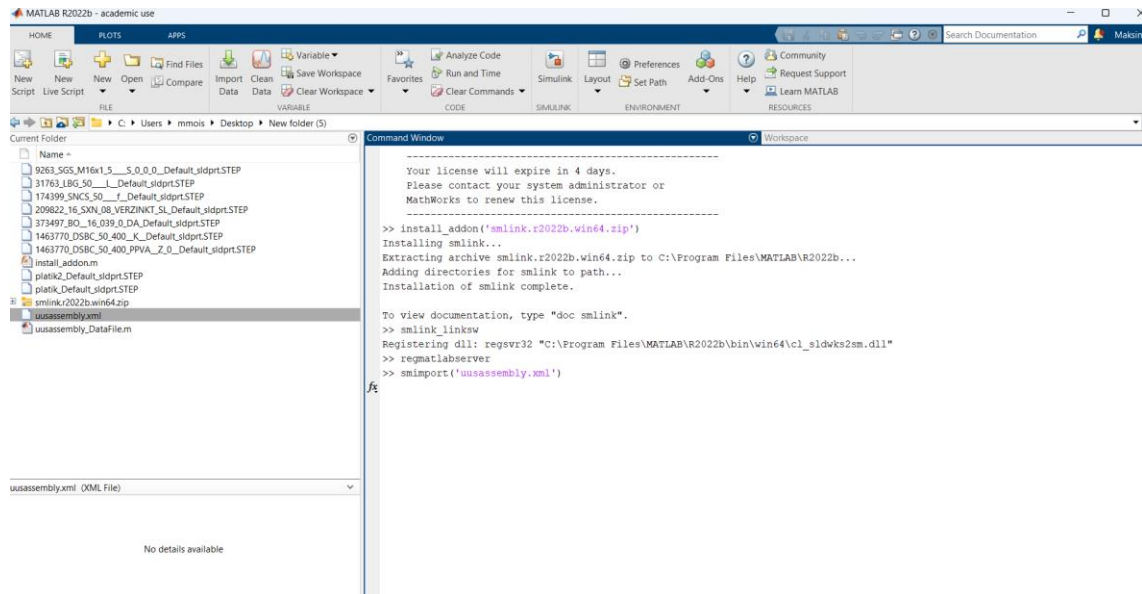 MATLAB R2022b - academic use
HOME PLOTS APPS
Search Documentation
Maksin
New Script
New Live Script
New
Open
Find Files
Compare
Import Data
Clean Data
Variable
Save Workspace
Clear Workspace
Favorites
Analyze Code
Run and Time
Clear Commands
Simulink
Layout
Preferences
Set Path
Add-Ons
Help
Community
Request Support
Learn MATLAB
FILE VARIABLE CODE SIMULINK ENVIRONMENT RESOURCES
C: Users mmois Desktop New folder (5)
Current Folder
Name
9263_SGS_M16x1_5___S_0_0_0__Default_sldprt.STEP
31763_LBG_50___L__Default_sldprt.STEP
174399_SNCS_50___f__Default_sldprt.STEP
209822_16_SXN_08_VERZINKT_SL_Default_sldprt.STEP
373497_BO__16_039_0_DA_Default_sldprt.STEP
1463770_DSBC_50_400__K__Default_sldprt.STEP
1463770_DSBC_50_400_PPVA__Z_0__Default_sldprt.STEP
install_addon.m
platik2_Default_sldprt.STEP
platik_Default_sldprt.STEP
smlink.r2022b.win64.zip
uusassembly.xml
uusassembly_DataFile.m
uusassembly.xml (XML File)
No details available
Command Window
-----------------------------------------------------
Your license will expire in 4 days.
Please contact your system administrator or
MathWorks to renew this license.
-----------------------------------------------------
>> install_addon('smlink.r2022b.win64.zip')
Installing smlink...
Extracting archive smlink.r2022b.win64.zip to C:\Program Files\MATLAB\R2022b...
Adding directories for smlink to path...
Installation of smlink complete.
To view documentation, type "doc smlink".
>> smlink_linksw
Registering dll: regsvr32 "C:\Program Files\MATLAB\R2022b\bin\win64\cl_sldwks2sm.dll"
>> regmatlabserver
>> smimport('uusassembly.xml')
fx
Workspace